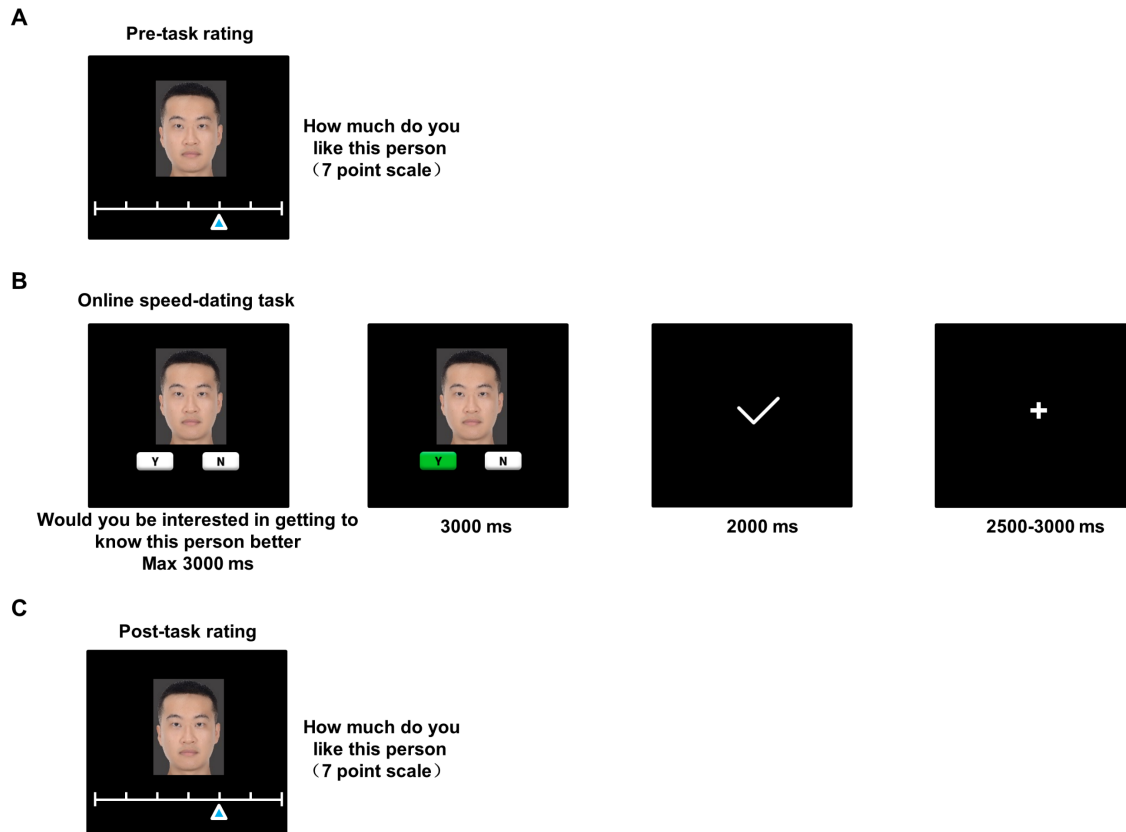 A
Pre-task rating
How much do you
like this person
（7 point scale）
B
Online speed-dating task
Y N
Y N
Would you be interested in getting to
know this person better
Max 3000 ms
3000 ms
2000 ms
2500-3000 ms
C
Post-task rating
How much do you
like this person
（7 point scale）